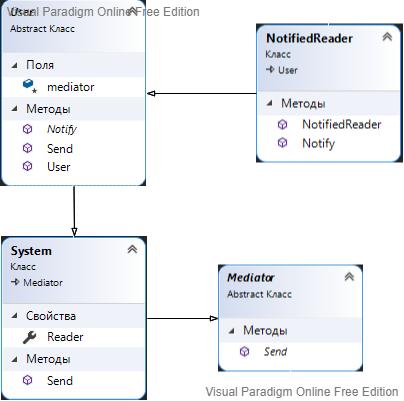 Visual Paradigm Online Free Edition
User
Abstract Класс
Поля
mediator
Методы
Notify
Send
User
NotifiedReader
Класс
User
Методы
NotifiedReader
Notify
System
Класс
Mediator
Свойства
Reader
Методы
Send
Mediator
Abstract Класс
Методы
Send
Visual Paradigm Online Free Edition